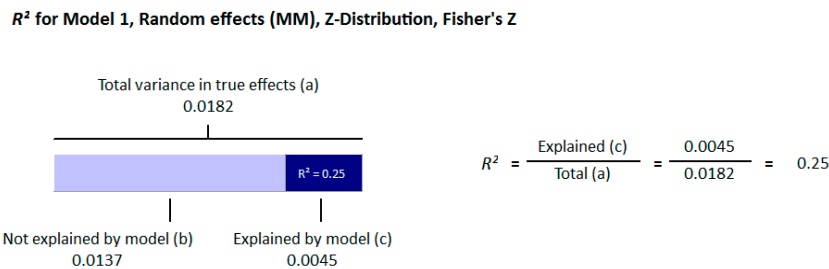 R² for Model 1, Random effects (MM), Z-Distribution, Fisher's Z
Total variance in true effects (a)
0.0182
R² = 0.25
Not explained by model (b)
0.0137
Explained by model (c)
0.0045
R² = Explained (c) / Total (a) = 0.0045 / 0.0182 = 0.25